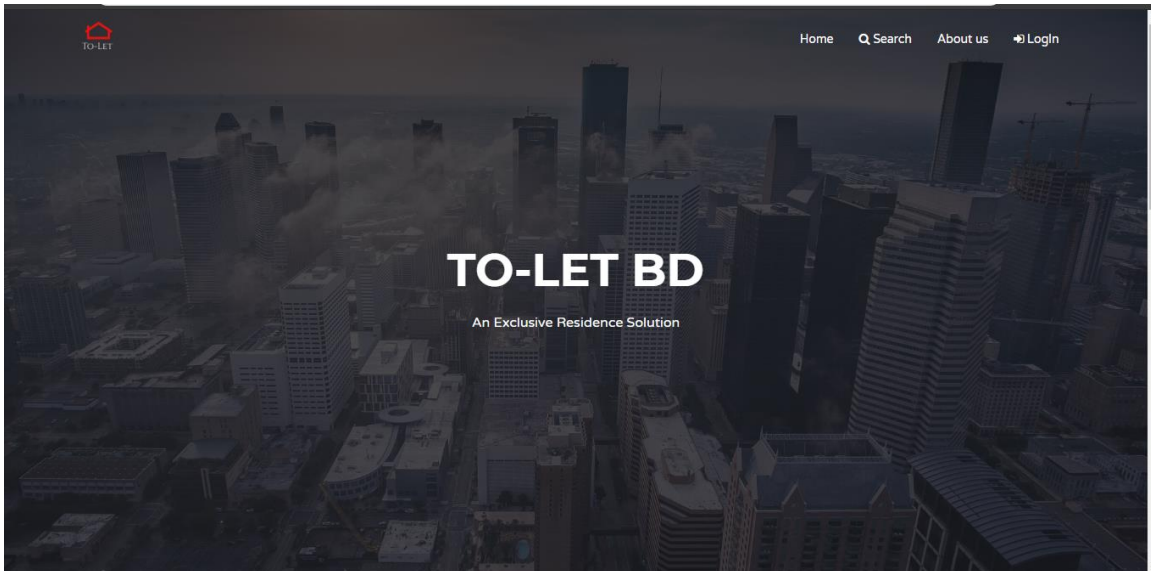 TO-LET
Home Search About us LogIn
TO-LET BD
An Exclusive Residence Solution